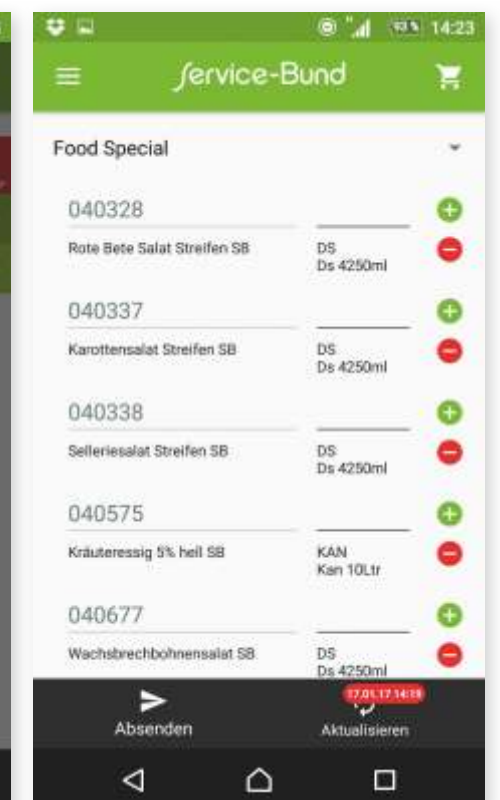 93% 14:23
Service-Bund
Food Special
040328
Rote Bete Salat Streifen SB
DS
Ds 4250ml
040337
Karottensalat Streifen SB
DS
Ds 4250ml
040338
Selleriesalat Streifen SB
DS
Ds 4250ml
040575
Kräuteressig 5% hell SB
KAN
Kan 10Ltr
040677
Wachsbrechbohnensalat SB
DS
Ds 4250ml
17.01.17 14:19
Absenden
Aktualisieren